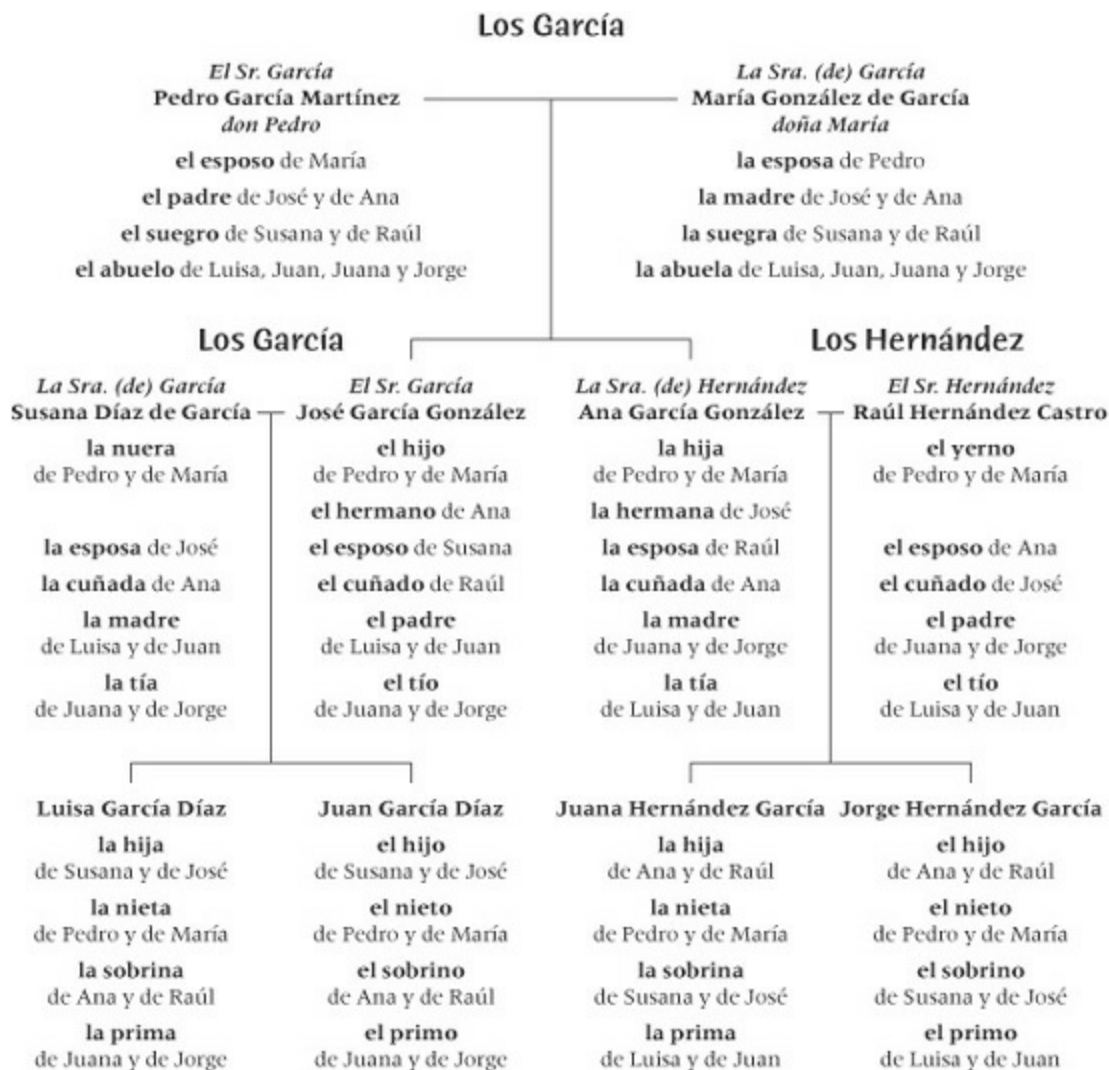 Los García
El Sr. García
Pedro García Martínez
don Pedro
el esposo de María
el padre de José y de Ana
el suegro de Susana y de Raúl
el abuelo de Luisa, Juan, Juana y Jorge
La Sra. (de) García
María González de García
doña María
la esposa de Pedro
la madre de José y de Ana
la suegra de Susana y de Raúl
la abuela de Luisa, Juan, Juana y Jorge
Los García
La Sra. (de) García
Susana Díaz de García
la nuera
de Pedro y de María
la esposa de José
la cuñada de Ana
la madre
de Luisa y de Juan
la tía
de Juana y de Jorge
El Sr. García
José García González
el hijo
de Pedro y de María
el hermano de Ana
el esposo de Susana
el cuñado de Raúl
el padre
de Luisa y de Juan
el tío
de Juana y de Jorge
Los Hernández
La Sra. (de) Hernández
Ana García González
la hija
de Pedro y de María
la hermana de José
la esposa de Raúl
la cuñada de Ana
la madre
de Juana y de Jorge
la tía
de Luisa y de Juan
El Sr. Hernández
Raúl Hernández Castro
el yerno
de Pedro y de María
el esposo de Ana
el cuñado de José
el padre
de Juana y de Jorge
el tío
de Luisa y de Juan
Luisa García Díaz
la hija
de Susana y de José
la nieta
de Pedro y de María
la sobrina
de Ana y de Raúl
la prima
de Juana y de Jorge
Juan García Díaz
el hijo
de Susana y de José
el nieto
de Pedro y de María
el sobrino
de Ana y de Raúl
el primo
de Juana y de Jorge
Juana Hernández García
la hija
de Ana y de Raúl
la nieta
de Pedro y de María
la sobrina
de Susana y de José
la prima
de Luisa y de Juan
Jorge Hernández García
el hijo
de Ana y de Raúl
el nieto
de Pedro y de María
el sobrino
de Susana y de José
el primo
de Luisa y de Juan